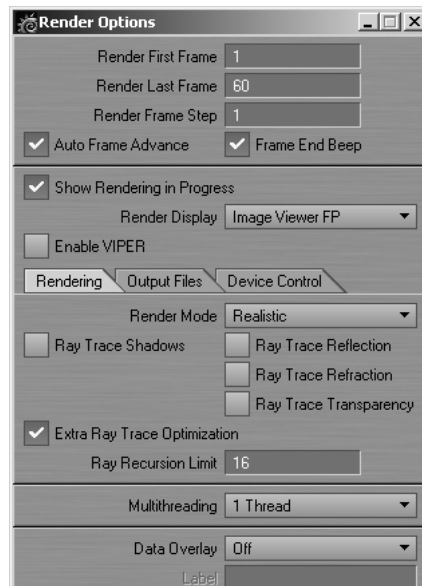 Render Options
Render First Frame 1
Render Last Frame 60
Render Frame Step 1
Auto Frame Advance Frame End Beep
Show Rendering in Progress
Render Display Image Viewer FP
Enable VIPER
Rendering Output Files Device Control
Render Mode Realistic
Ray Trace Shadows Ray Trace Reflection
Ray Trace Refraction
Ray Trace Transparency
Extra Ray Trace Optimization
Ray Recursion Limit 16
Multithreading 1 Thread
Data Overlay Off
Label